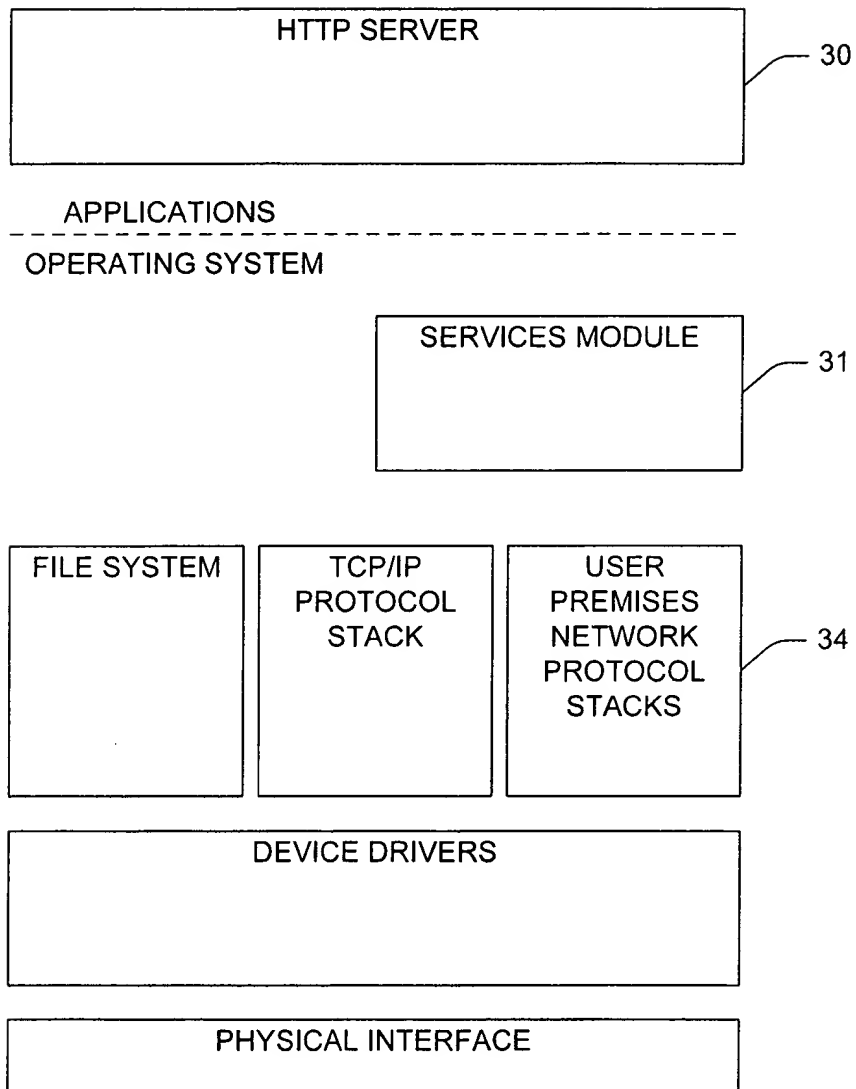 HTTP SERVER
30
APPLICATIONS
OPERATING SYSTEM
SERVICES MODULE
31
FILE SYSTEM
TCP/IP
PROTOCOL
STACK
USER
PREMISES
NETWORK
PROTOCOL
STACKS
34
DEVICE DRIVERS
PHYSICAL INTERFACE